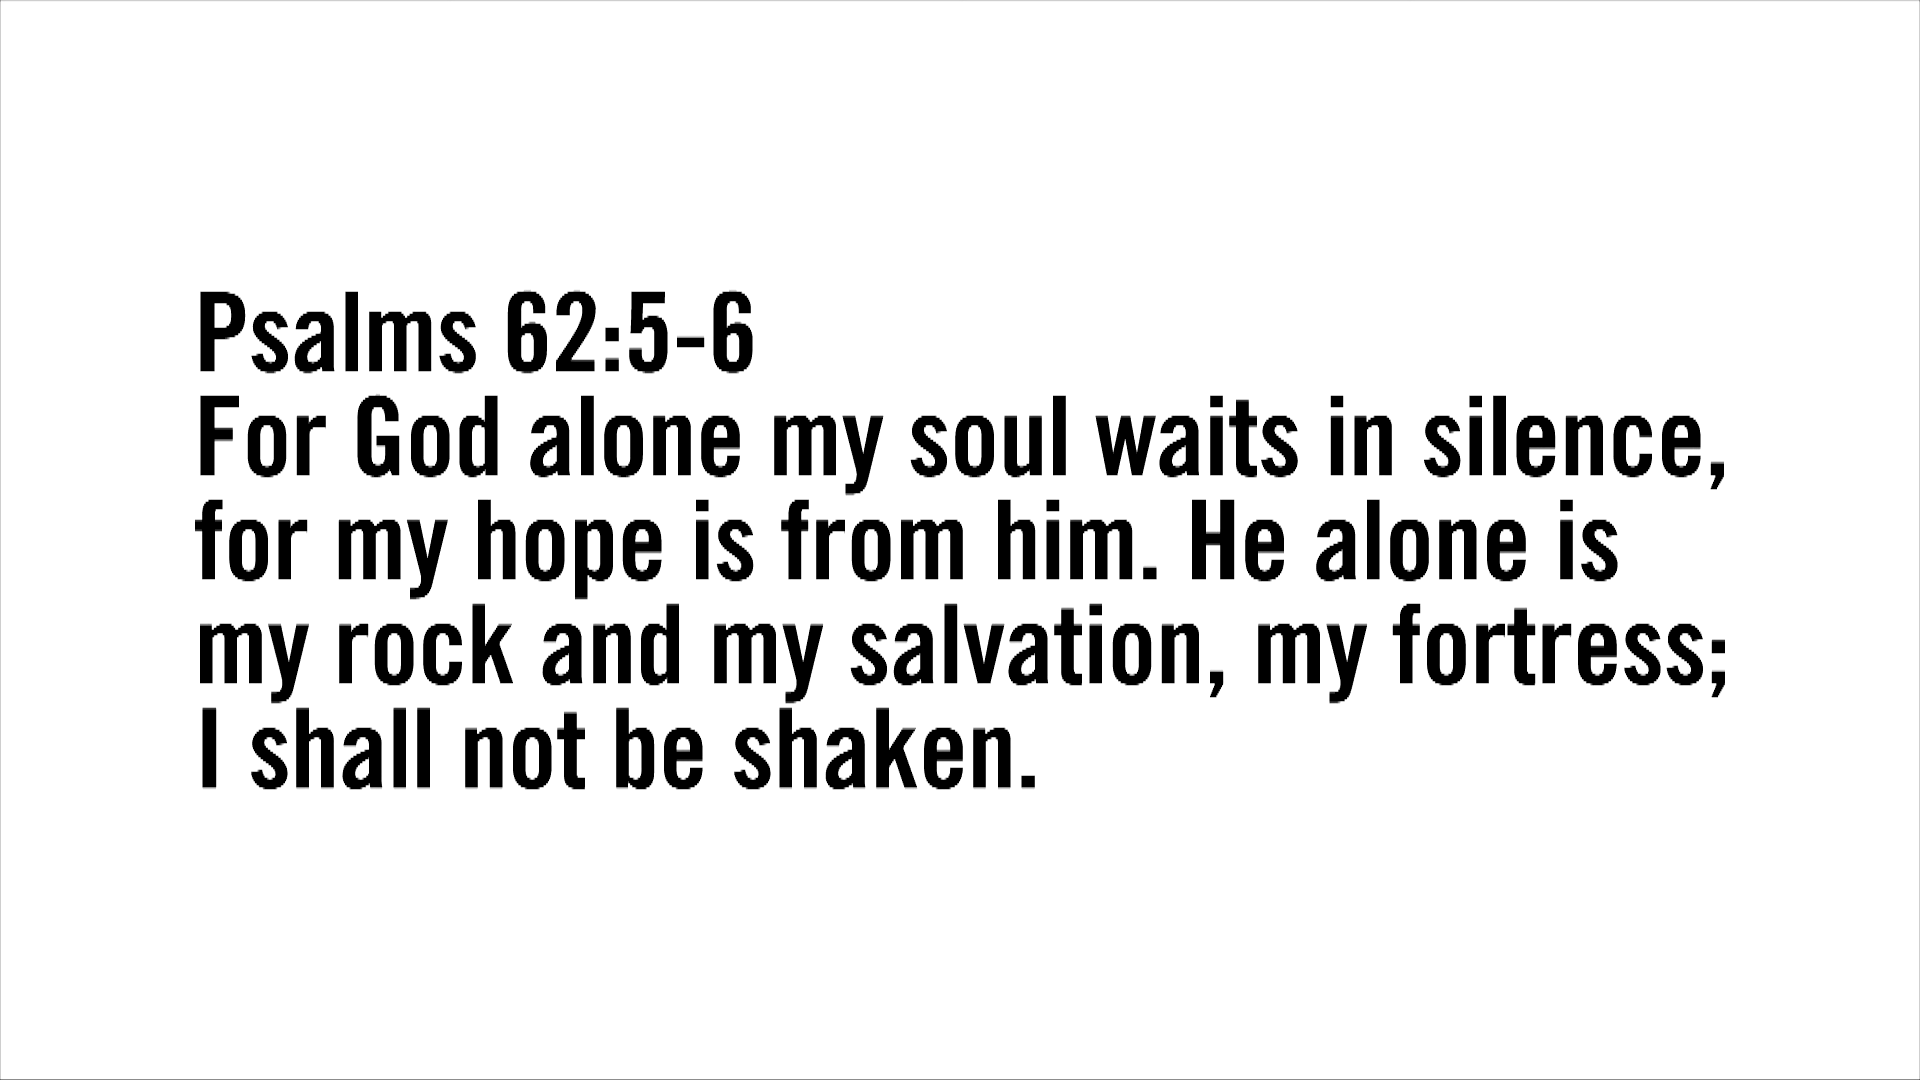 Psalms 62:5-6
For God alone my soul waits in silence,
for my hope is from him. He alone is
my rock and my salvation, my fortress;
I shall not be shaken.